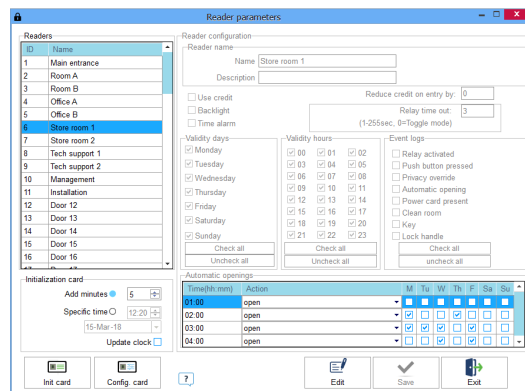 Reader parameters
Readers
ID Name
1 Main entrance
2 Room A
3 Room B
4 Office A
5 Office B
6 Store room 1
7 Store room 2
8 Tech support 1
9 Tech support 2
10 Management
11 Installation
12 Door 12
13 Door 13
14 Door 14
15 Door 15
16 Door 16
Initialization card
Add minutes 5
Specific time 12:20
15-Mar-18
Update clock
Init card
Config. card
Reader configuration
Reader name
Name Store room 1
Description
Use credit
Backlight
Time alarm
Reduce credit on entry by: 0
Relay time out: 3
(1-255sec, 0=Toggle mode)
Validity days
Monday
Tuesday
Wednesday
Thursday
Friday
Saturday
Sunday
Check all
Uncheck all
Validity hours
00 01 02
03 04 05
06 07 08
09 10 11
12 13 14
15 16 17
18 19 20
21 22 23
Check all
Uncheck all
Event logs
Relay activated
Push button pressed
Privacy override
Automatic opening
Power card present
Clean room
Key
Lock handle
Check all
uncheck all
Automatic openings
Time(hh:mm) Action M Tu W Th F Sa Su
01:00 open
02:00 open
03:00 open
04:00 open
?
Edit
Save
Exit